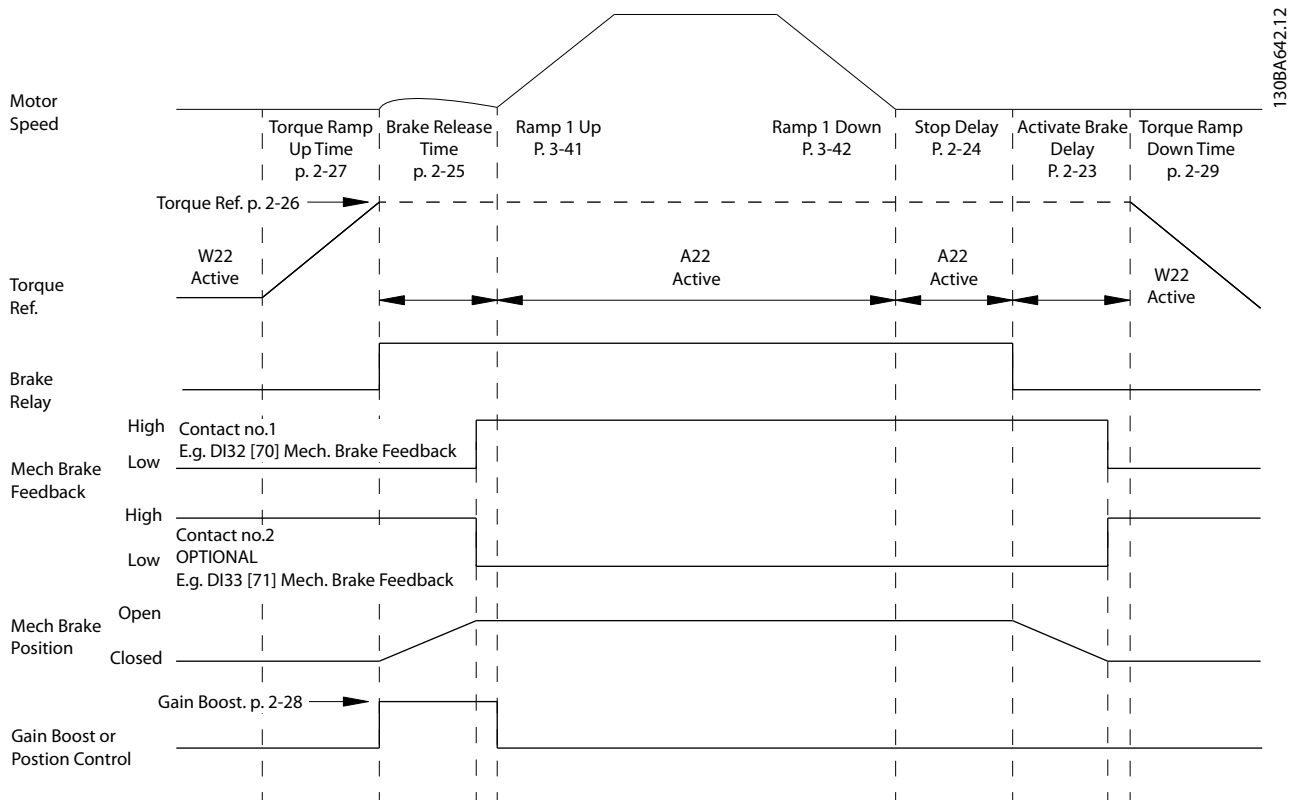 130BA642.12
Motor
Speed
Torque Ramp
Up Time
p. 2-27
Brake Release
Time
p. 2-25
Ramp 1 Up
P. 3-41
Ramp 1 Down
P. 3-42
Stop Delay
P. 2-24
Activate Brake
Delay
P. 2-23
Torque Ramp
Down Time
p. 2-29
Torque Ref. p. 2-26
Torque
Ref.
W22
Active
A22
Active
A22
Active
W22
Active
Brake
Relay
Mech Brake
Feedback
High
Low
Contact no.1
E.g. DI32 [70] Mech. Brake Feedback
High
Low
Contact no.2
OPTIONAL
E.g. DI33 [71] Mech. Brake Feedback
Mech Brake
Position
Open
Closed
Gain Boost. p. 2-28
Gain Boost or
Postion Control